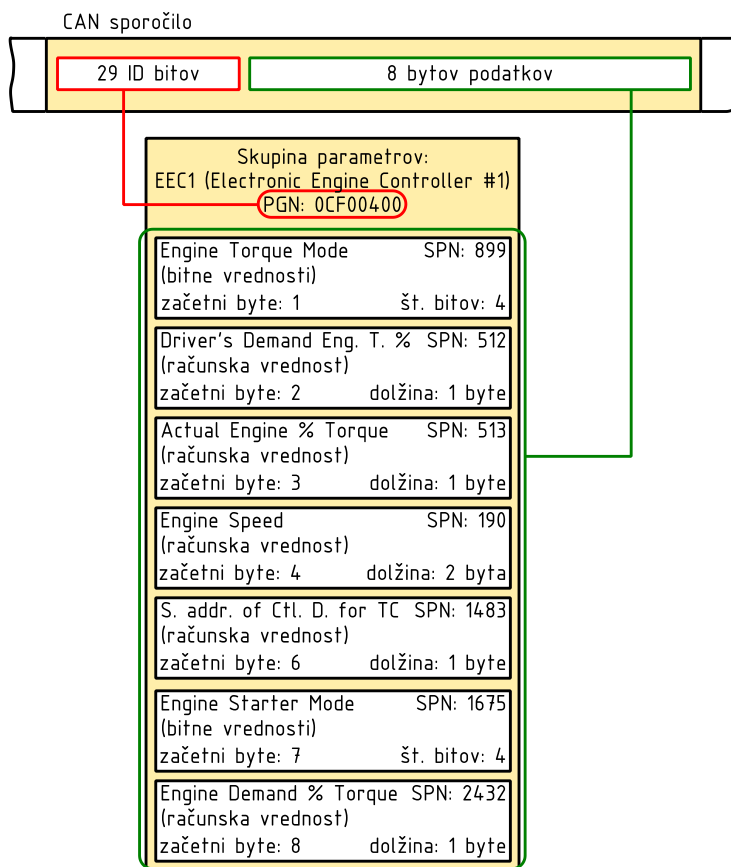 CAN sporočilo
29 ID bitov 8 bytov podatkov
Skupina parametrov:
EEC1 (Electronic Engine Controller #1)
PGN: 0CF00400
Engine Torque Mode SPN: 899
(bitne vrednosti)
začetni byte: 1 št. bitov: 4
Driver's Demand Eng. T. % SPN: 512
(računska vrednost)
začetni byte: 2 dolžina: 1 byte
Actual Engine % Torque SPN: 513
(računska vrednost)
začetni byte: 3 dolžina: 1 byte
Engine Speed SPN: 190
(računska vrednost)
začetni byte: 4 dolžina: 2 byta
S. addr. of Ctl. D. for TC SPN: 1483
(računska vrednost)
začetni byte: 6 dolžina: 1 byte
Engine Starter Mode SPN: 1675
(bitne vrednosti)
začetni byte: 7 št. bitov: 4
Engine Demand % Torque SPN: 2432
(računska vrednost)
začetni byte: 8 dolžina: 1 byte